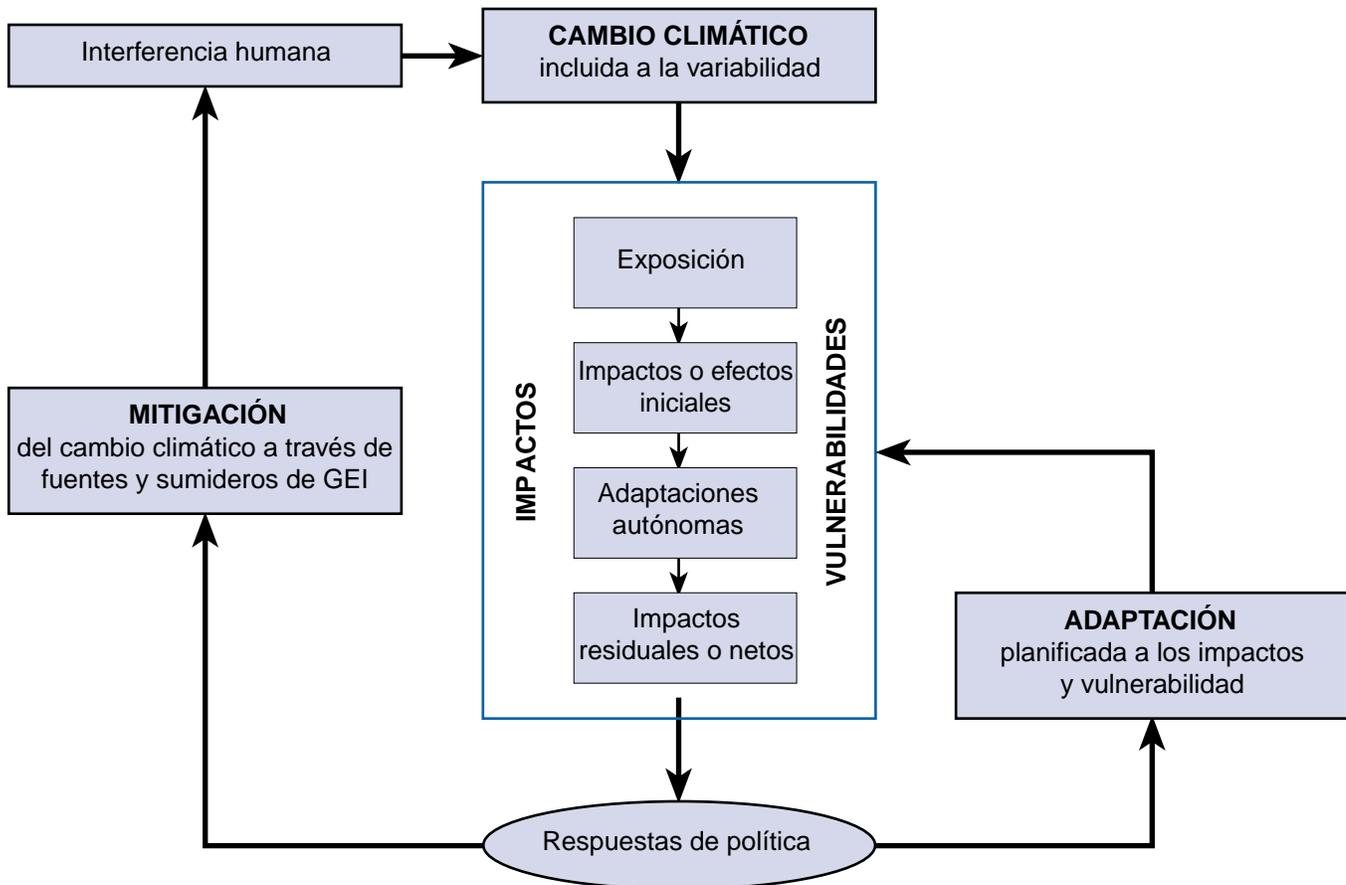 Interferencia humana
CAMBIO CLIMÁTICO
incluida a la variabilidad
Exposición
Impactos o efectos
iniciales
Adaptaciones
autónomas
Impactos
residuales o netos
IMPACTOS
VULNERABILIDADES
MITIGACIÓN
del cambio climático a través de
fuentes y sumideros de GEI
ADAPTACIÓN
planificada a los impactos
y vulnerabilidad
Respuestas de política